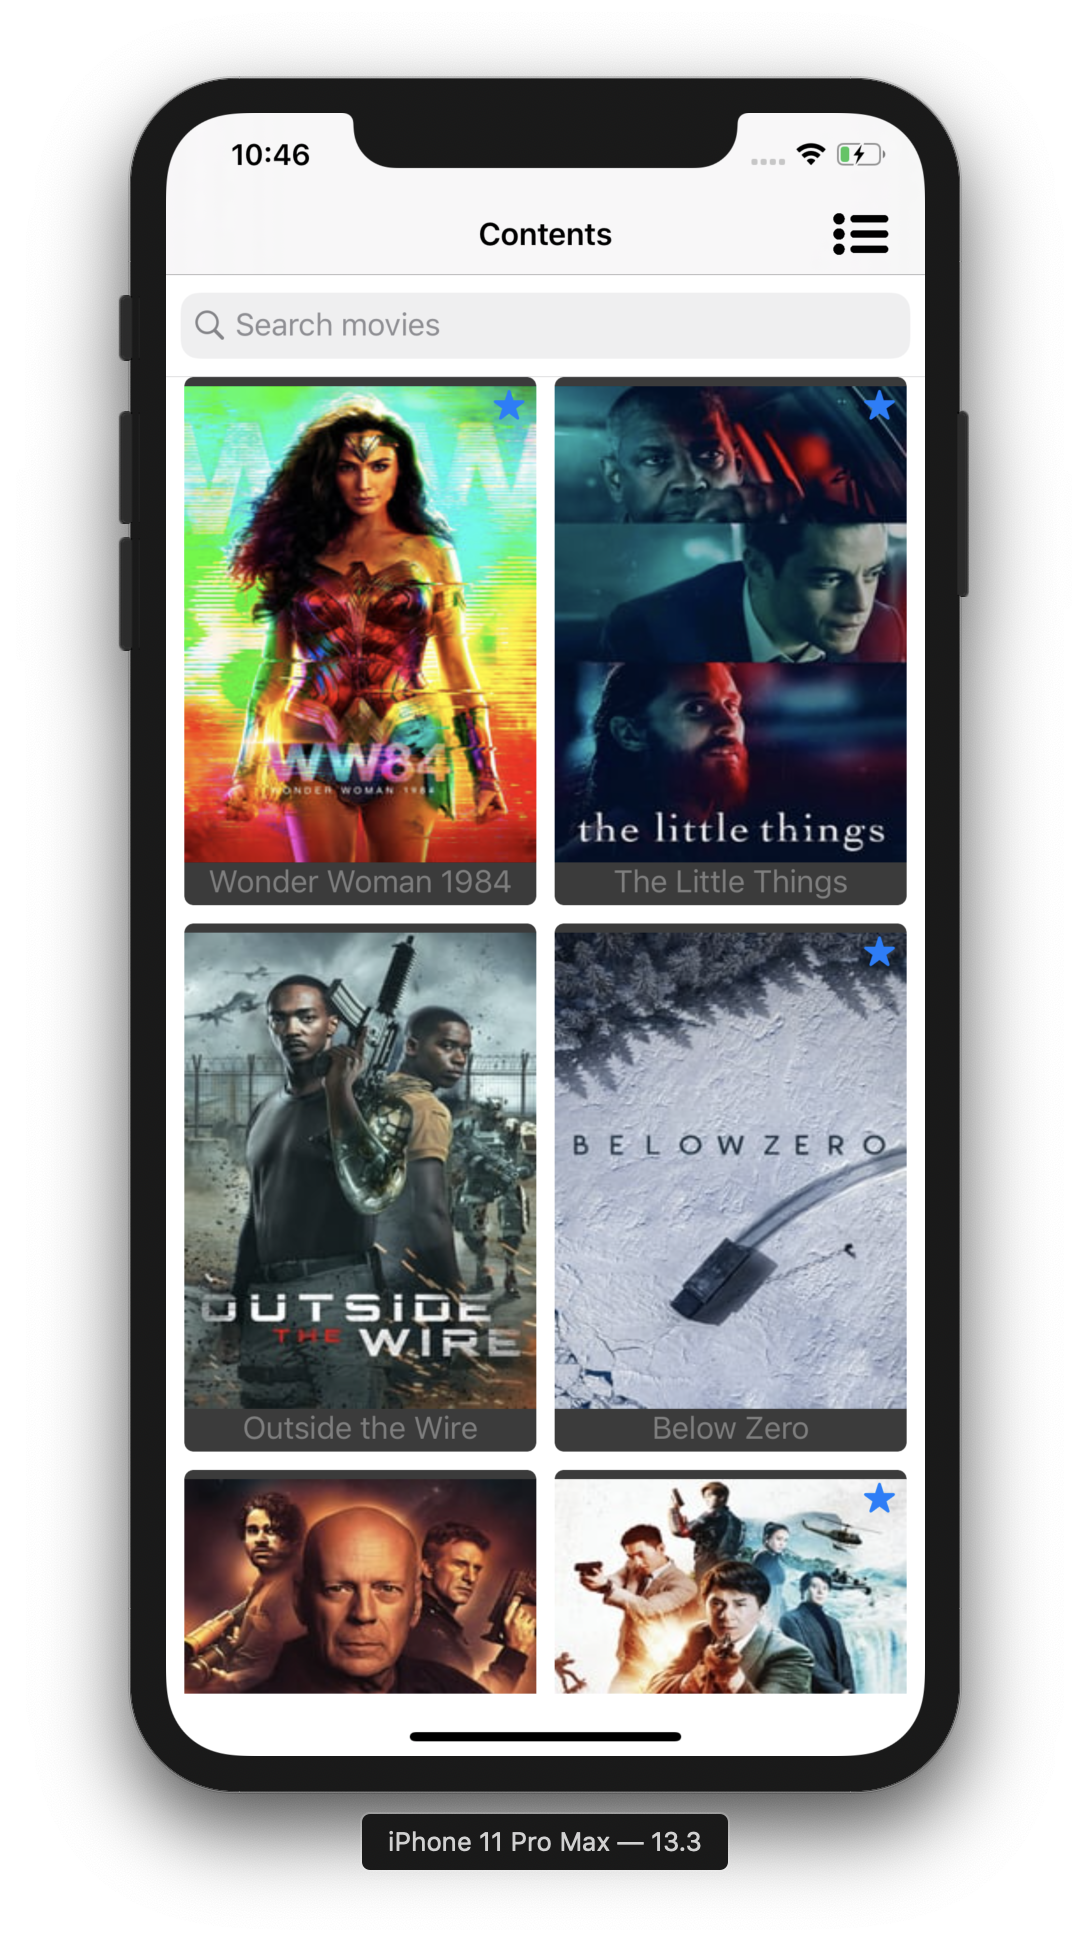 10:46
Contents
Search movies
WW84
WONDER WOMAN 1984
the little things
Wonder Woman 1984
The Little Things
OUTSIDE
THE WIRE
BELOWZERO
Outside the Wire
Below Zero
iPhone 11 Pro Max — 13.3